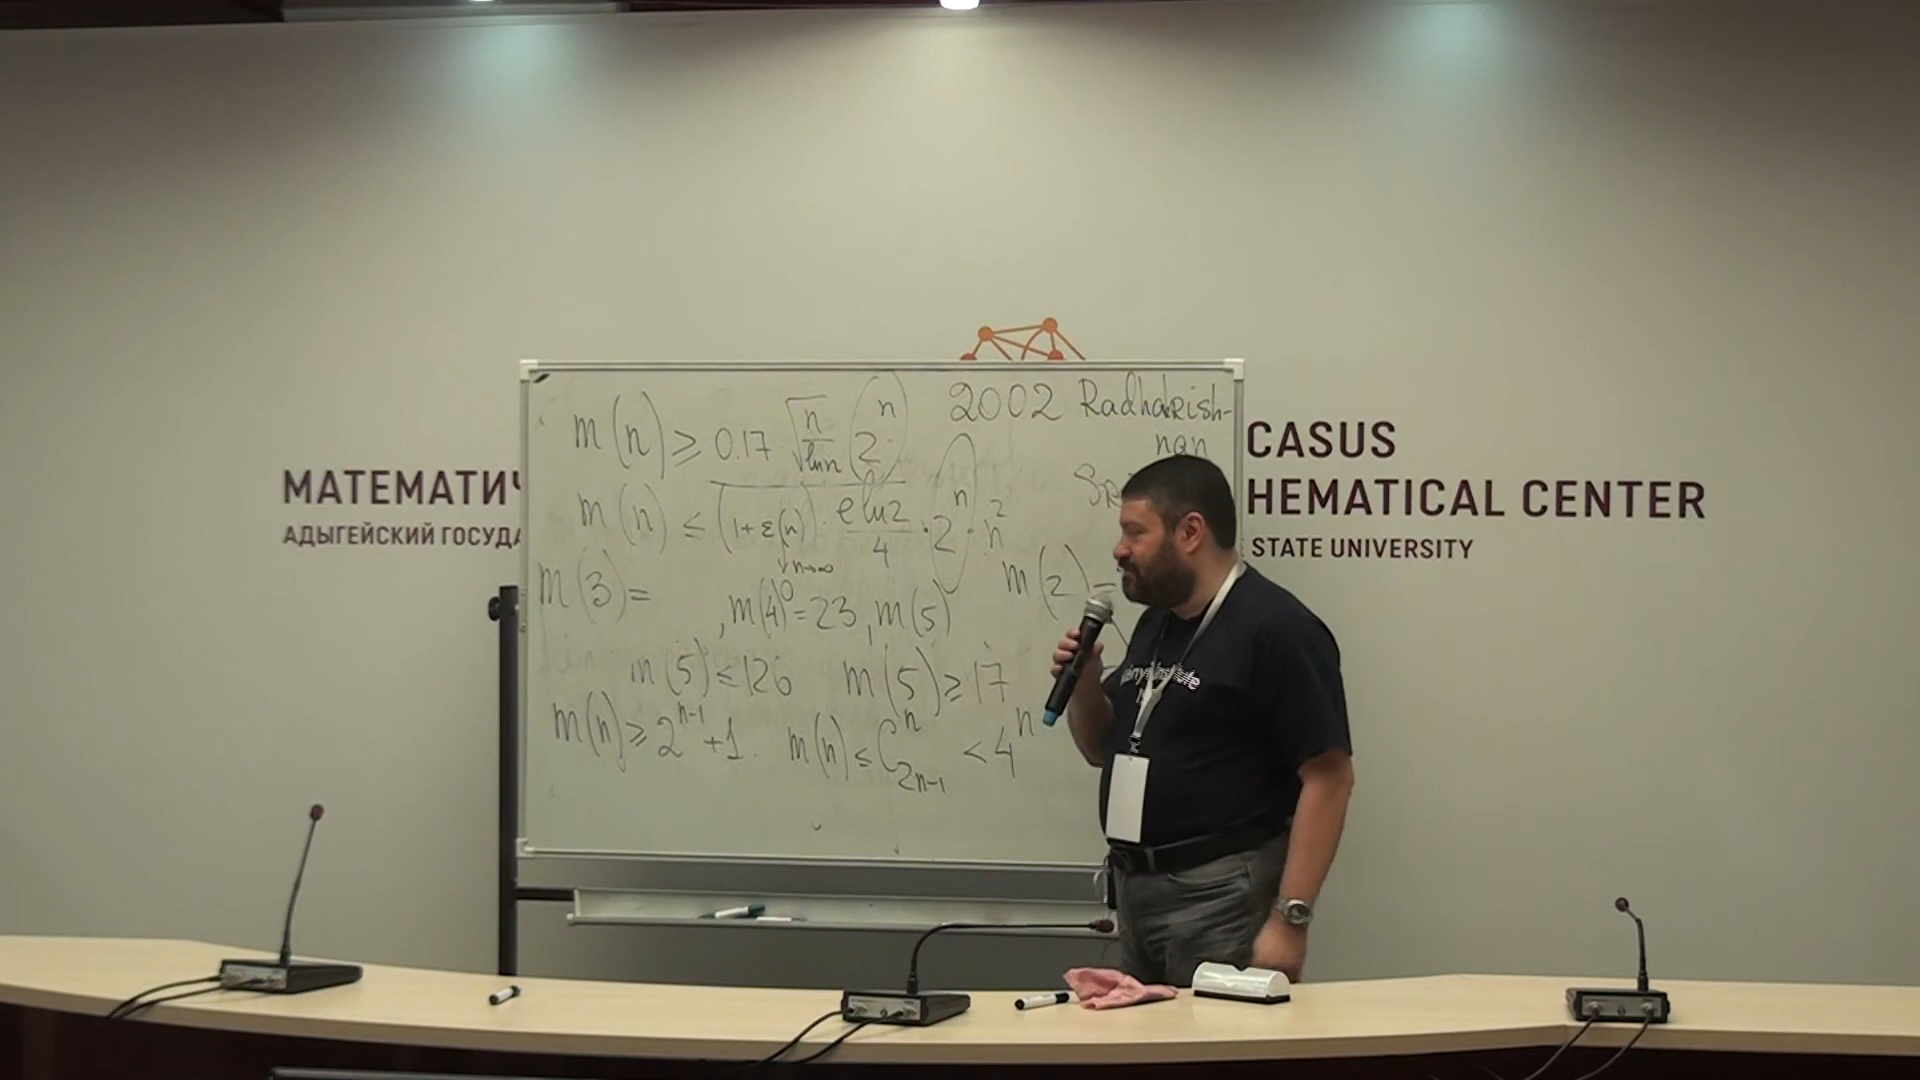 2002 Radhakrish-
nan
m(n) ≥ 0.17 √(n/ln n) 2^n
m(n) ≤ (1+ε(n)) · e ln2/4 · 2^n · n^2
↓ n→∞
0
m(3)= , m(4)=23, m(5)
m(2)=
m(5) ≤ 126 m(5) ≥ 17
m(n) ≥ 2^{n-1} + 1. m(n) ≤ C_{2n-1}^n < 4^n
МАТЕМАТИЧ
АДЫГЕЙСКИЙ ГОСУДА
CASUS
HEMATICAL CENTER
STATE UNIVERSITY